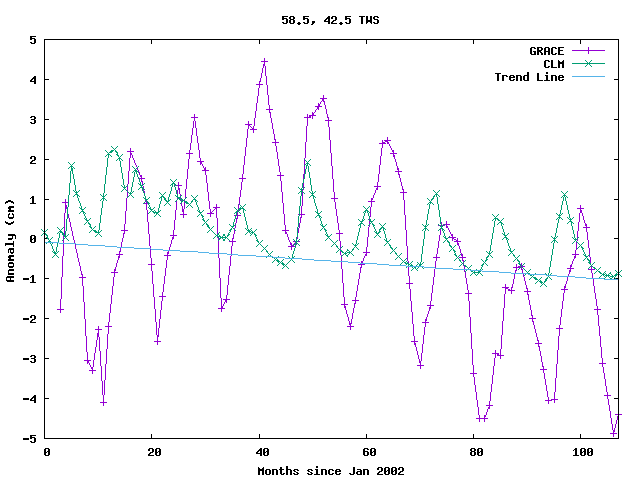 58.5, 42.5 TWS
GRACE
CLM
Trend Line
5
4
3
2
1
0
-1
-2
-3
-4
-5
Anomaly (cm)
0 20 40 60 80 100
Months since Jan 2002